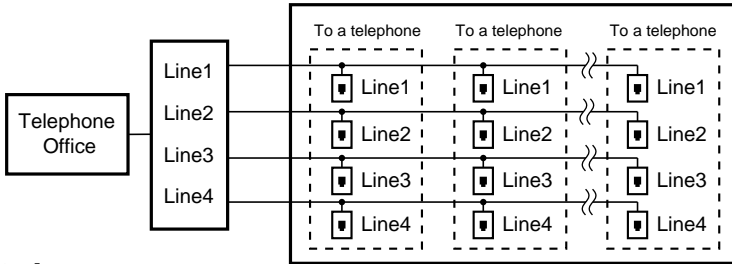 To a telephone To a telephone To a telephone
Line1 Line1 Line1 Line1
Line2 Line2 Line2 Line2
Telephone
Office
Line3 Line3 Line3 Line3
Line4 Line4 Line4 Line4